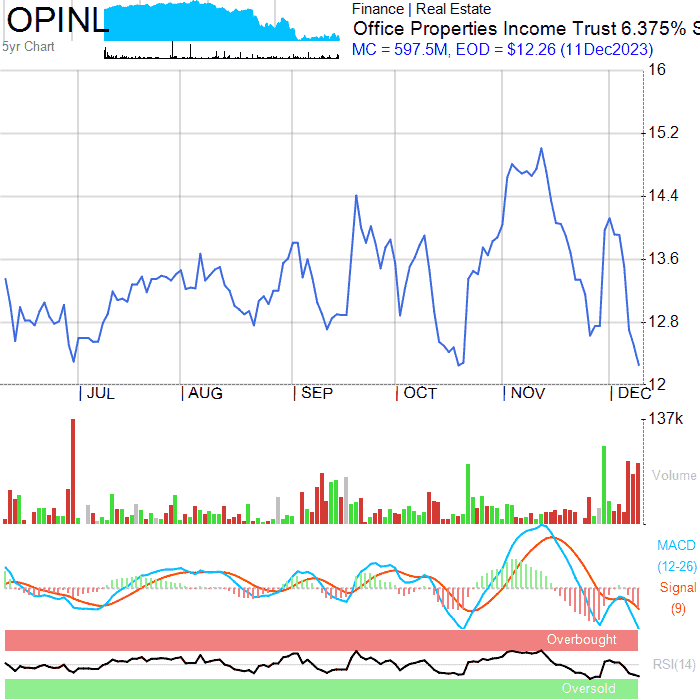 OPINL
5yr Chart
Finance | Real Estate
Office Properties Income Trust 6.375% S
MC = 597.5M, EOD = $12.26 (11Dec2023)
16
15.2
14.4
13.6
12.8
12
| JUL | AUG | SEP | OCT | NOV | DEC
137k
Volume
MACD
(12-26)
Signal
(9)
Overbought
RSI(14)
Oversold